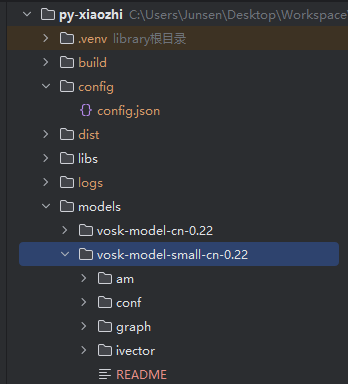 py-xiaozhi C:\Users\Junsen\Desktop\Workspace
.venv library根目录
build
config
config.json
dist
libs
logs
models
vosk-model-cn-0.22
vosk-model-small-cn-0.22
am
conf
graph
ivector
README